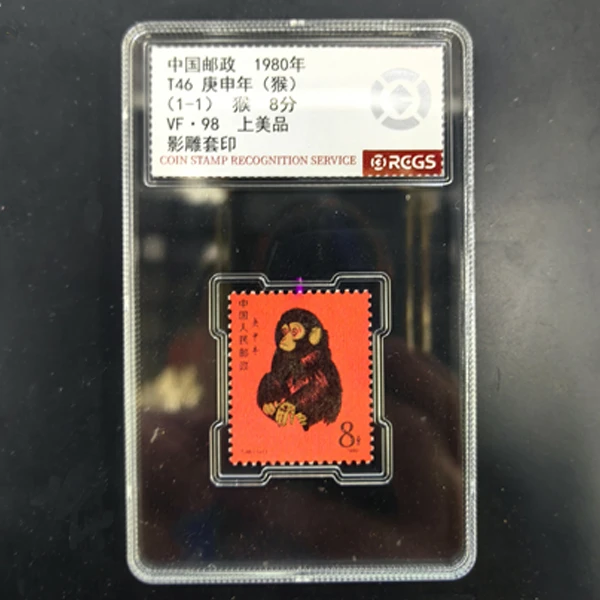 中国邮政 1980年
T46 庚申年（猴）
（1-1） 猴 8分
VF·98 上美品
影雕套印
COIN STAMP RECOGNITION SERVICE
RCGS
中国人民邮政
庚申年
8分